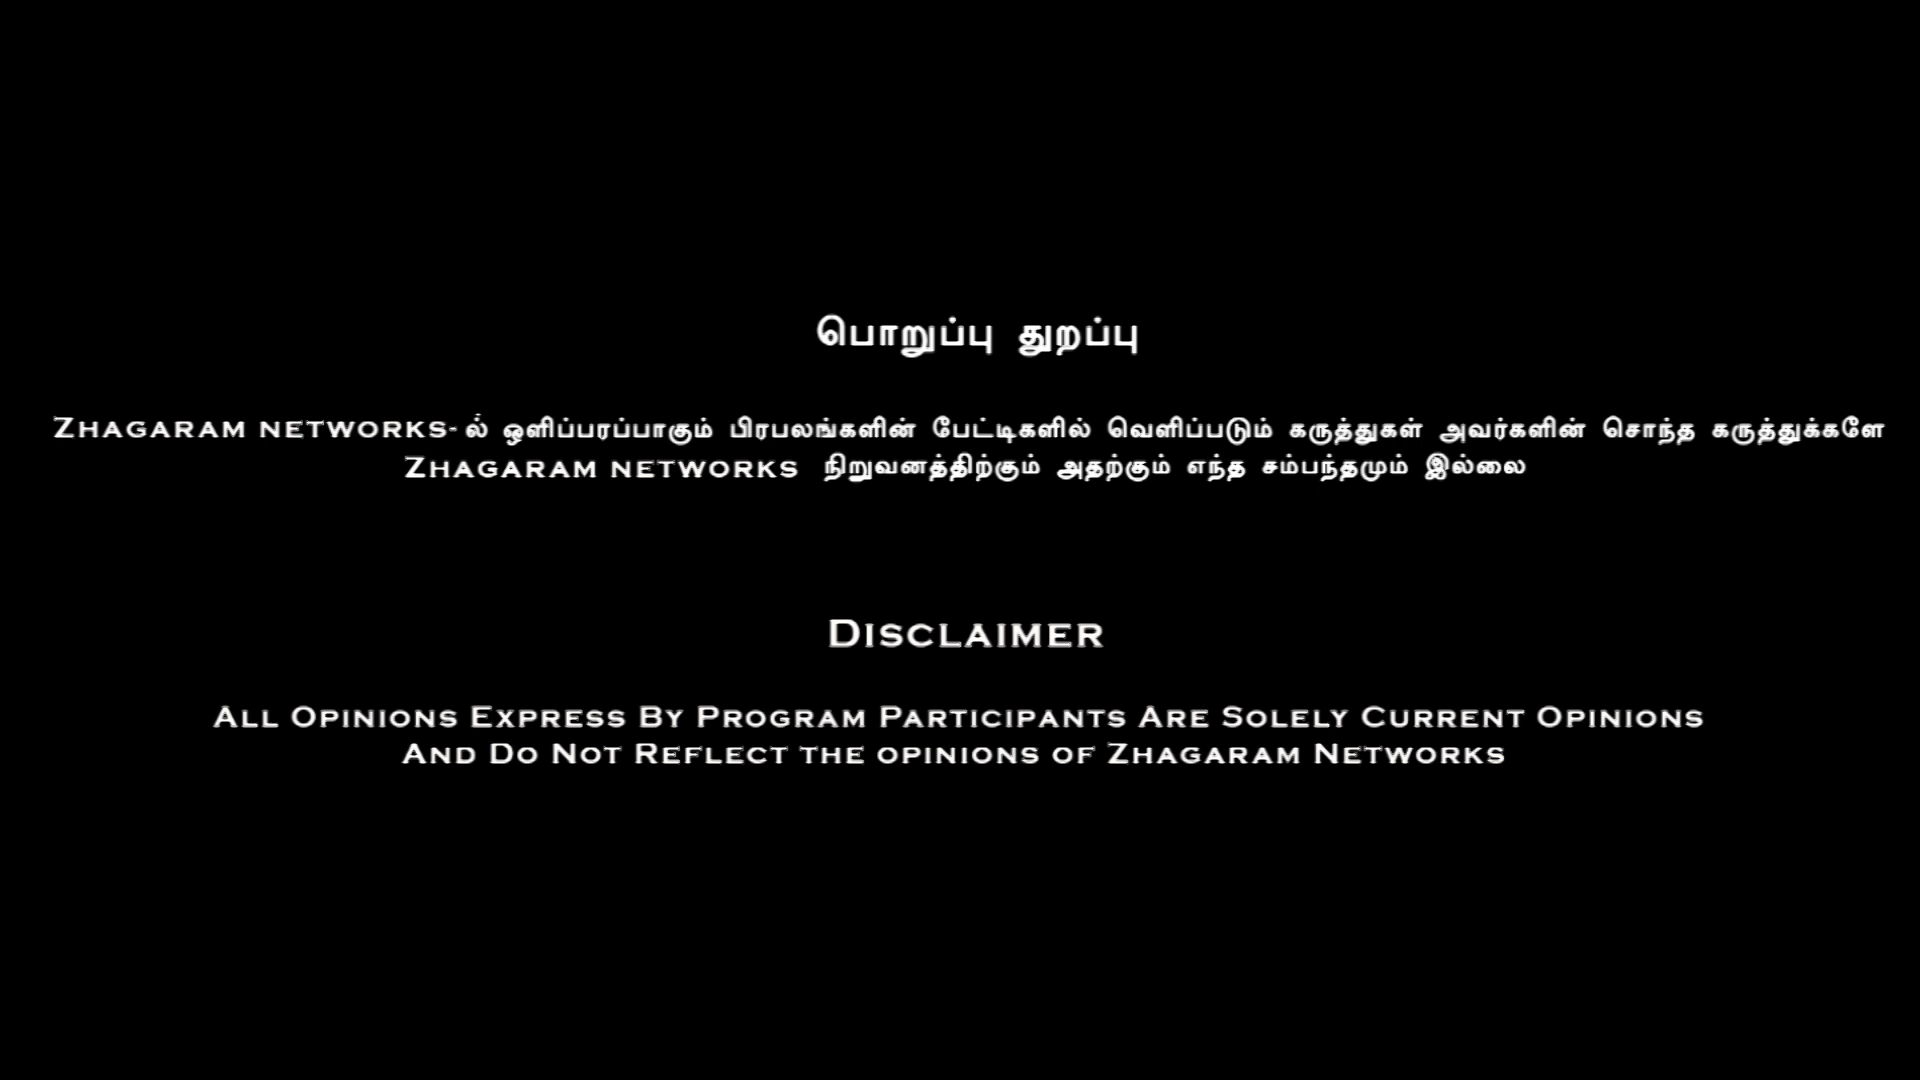 பொறுப்பு துறப்பு
ZHAGARAM NETWORKS-ல் ஒளிப்பரப்பாகும் பிரபலங்களின் பேட்டிகளில் வெளிப்படும் கருத்துகள் அவர்களின் சொந்த கருத்துக்களே
ZHAGARAM NETWORKS நிறுவனத்திற்கும் அதற்கும் எந்த சம்பந்தமும் இல்லை
DISCLAIMER
ALL OPINIONS EXPRESS BY PROGRAM PARTICIPANTS ARE SOLELY CURRENT OPINIONS
AND DO NOT REFLECT THE OPINIONS OF ZHAGARAM NETWORKS